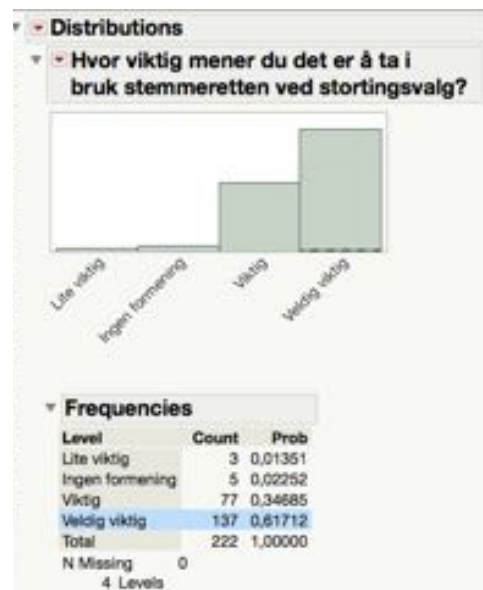 Distributions
Hvor viktig mener du det er å ta i
bruk stemmeretten ved stortingsvalg?
Lite viktig
Ingen formening
Viktig
Veldig viktig
Frequencies
Level Count Prob
Lite viktig 3 0,01351
Ingen formening 5 0,02252
Viktig 77 0,34685
Veldig viktig 137 0,61712
Total 222 1,00000
N Missing 0
4 Levels